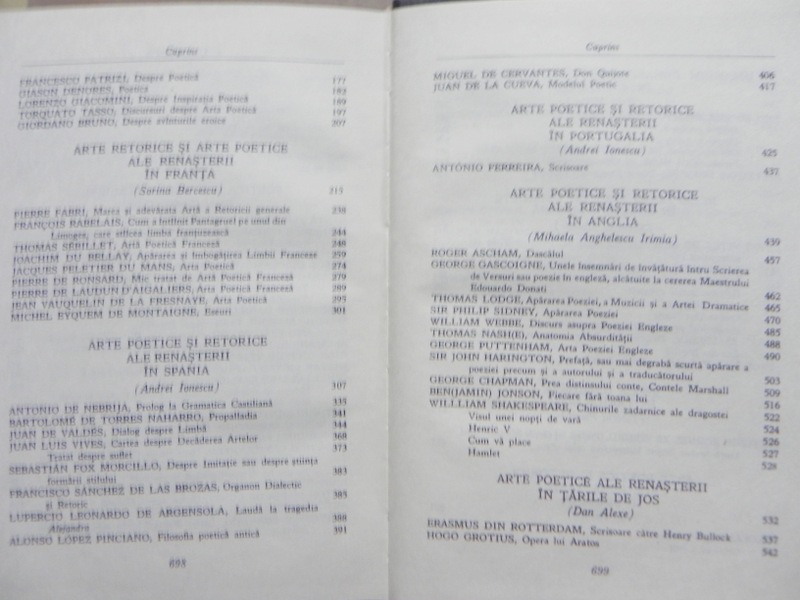 Cuprins
FRANCESCO PATRIZI, Despre Poetică 177
GIASON DENORES, Poetică 182
LORENZO GIACOMINI, Despre Inspirația Poetică 189
TORQUATO TASSO, Discursuri despre Arta Poetică 197
GIORDANO BRUNO, Despre avînturile eroice 207
ARTE RETORICE ȘI ARTE POETICE
ALE RENAȘTERII
ÎN FRANȚA
(Sorina Bercescu) 215
PIERRE FABRI, Marea și adevărata Artă a Retoricii generale 238
FRANÇOIS RABELAIS, Cum a întîlnit Pantagruel pe unul din
Limoges, care stîlcea limba franțuzească 244
THOMAS SÉBILLET, Artă Poetică Franceză 248
JOACHIM DU BELLAY, Apărarea și îmbogățirea Limbii Franceze 259
JACQUES PELETIER DU MANS, Arta Poetică 274
PIERRE DE RONSARD, Mic tratat de Artă Poetică Franceză 279
PIERRE DE LAUDUN D'AIGALIERS, Arta Poetică Franceză 289
JEAN VAUQUELIN DE LA FRESNAYE, Arta Poetică 295
MICHEL EYQUEM DE MONTAIGNE, Eseuri 301
ARTE POETICE ȘI RETORICE
ALE RENAȘTERII
ÎN SPANIA
(Andrei Ionescu) 307
ANTONIO DE NEBRIJA, Prolog la Gramatica Castiliană 335
BARTOLOMÉ DE TORRES NAHARRO, Propalladia 341
JUAN DE VALDÉS, Dialog despre Limbă 344
JUAN LUIS VIVES, Cartea despre Decăderea Artelor 368
Tratat despre suflet 373
SEBASTIÁN FOX MORCILLO, Despre Imitație sau despre știința
formării stilului 383
FRANCISCO SÁNCHEZ DE LAS BROZAS, Organon Dialectic
și Retoric 385
LUPERCIO LEONARDO DE ARGENSOLA, Laudă la tragedia
Alejandra 388
ALONSO LÓPEZ PINCIANO, Filosofia poetică antică 391
698
Cuprins
MIGUEL DE CERVANTES, Don Quijote 406
JUAN DE LA CUEVA, Modelul Poetic 417
ARTE POETICE ȘI RETORICE
ALE RENAȘTERII
ÎN PORTUGALIA
(Andrei Ionescu) 425
ANTÓNIO FERREIRA, Scrisoare 437
ARTE POETICE ȘI RETORICE
ALE RENAȘTERII
ÎN ANGLIA
(Mihaela Anghelescu Irimia) 439
ROGER ASCHAM, Dascălul 457
GEORGE GASCOIGNE, Unele însemnări de învățătură întru Scrierea
de Versuri sau poezie în engleză, alcătuite la cererea Maestrului
Edouardo Donati 462
THOMAS LODGE, Apărarea Poeziei, a Muzicii și a Artei Dramatice 465
SIR PHILIP SIDNEY, Apărarea Poeziei 470
WILLIAM WEBBE, Discurs asupra Poeziei Engleze 485
THOMAS NASH(E), Anatomia Absurdității 488
GEORGE PUTTENHAM, Arta Poeziei Engleze 490
SIR JOHN HARINGTON, Prefață, sau mai degrabă scurtă apărare a
poeziei precum și a autorului și a traducătorului 503
GEORGE CHAPMAN, Prea distinsului conte, Contele Marshall 509
BEN(JAMIN) JONSON, Fiecare fără toana lui 516
WILLLIAM SHAKESPEARE, Chinurile zadarnice ale dragostei 522
Visul unei nopți de vară 524
Henric V 526
Cum vă place 527
Hamlet 528
ARTE POETICE ALE RENAȘTERII
ÎN ȚĂRILE DE JOS
(Dan Alexe) 532
ERASMUS DIN ROTTERDAM, Scrisoare către Henry Bullock 537
HUGO GROTIUS, Opera lui Aratos 542
699